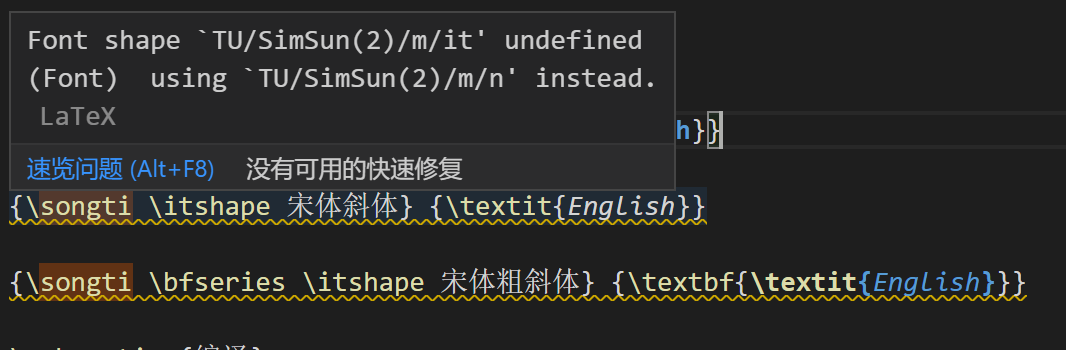 Font shape `TU/SimSun(2)/m/it' undefined
(Font)  using `TU/SimSun(2)/m/n' instead.
LaTeX
h}}
速览问题 (Alt+F8) 没有可用的快速修复
{\songti \itshape 宋体斜体} {\textit{English}}
{\songti \bfseries \itshape 宋体粗斜体} {\textbf{\textit{English}}}